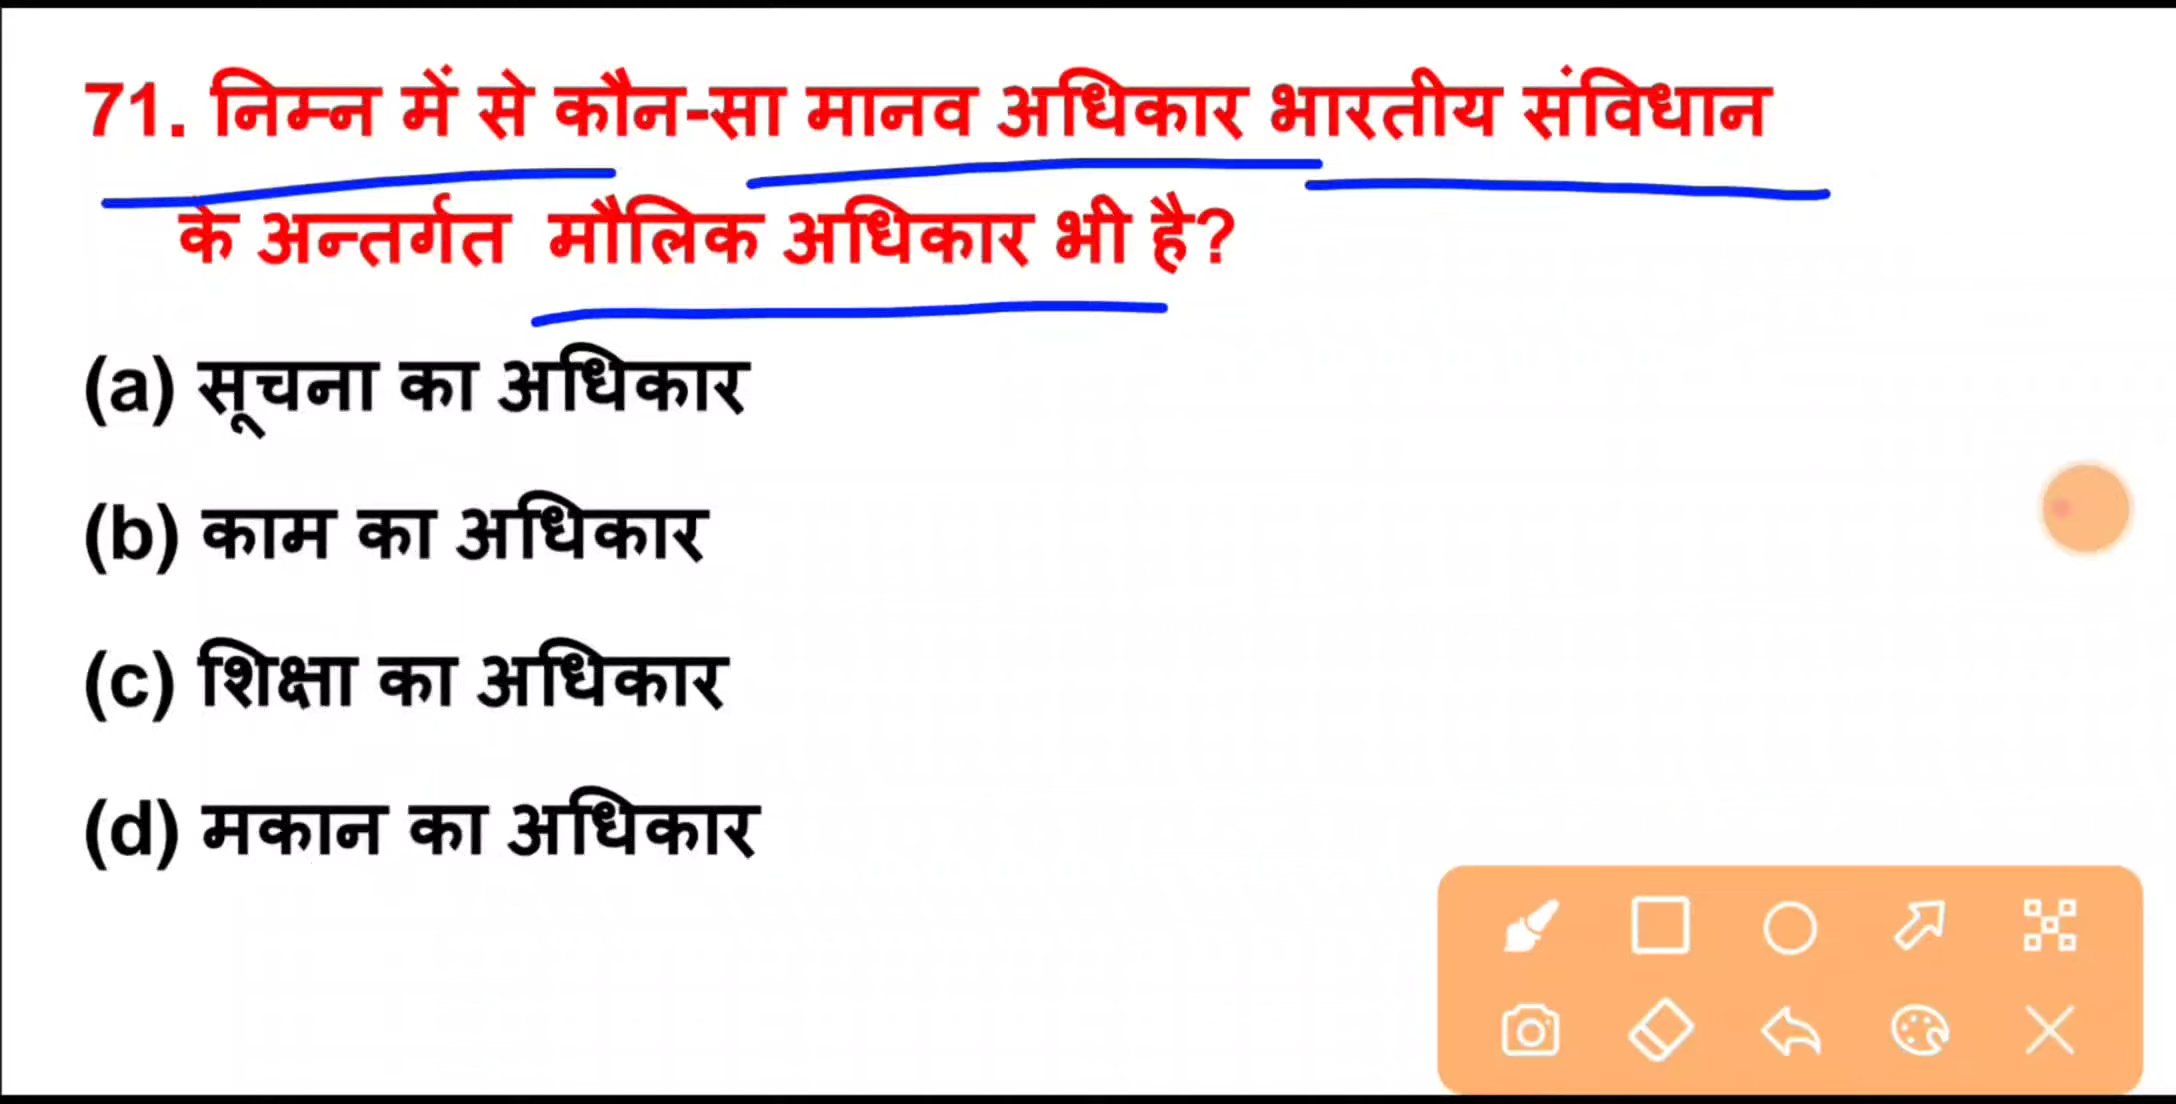 71. निम्न में से कौन-सा मानव अधिकार भारतीय संविधान
के अन्तर्गत मौलिक अधिकार भी है?
(a) सूचना का अधिकार
(b) काम का अधिकार
(c) शिक्षा का अधिकार
(d) मकान का अधिकार